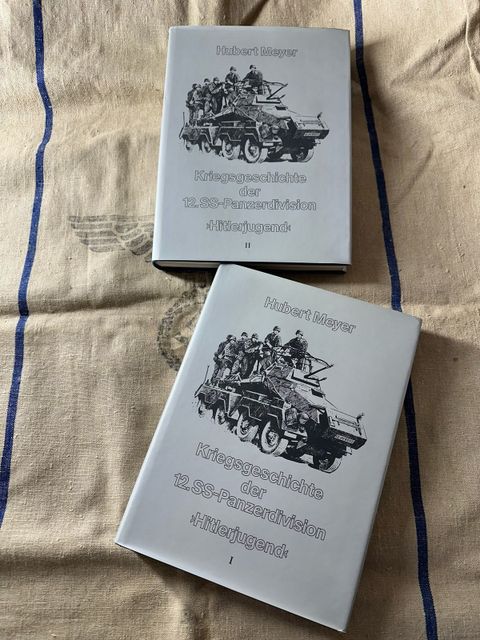 Hubert Meyer
Kriegsgeschichte
der
12. SS-Panzerdivision
›Hitlerjugend‹
II
Hubert Meyer
Kriegsgeschichte
der
12. SS-Panzerdivision
›Hitlerjugend‹
I